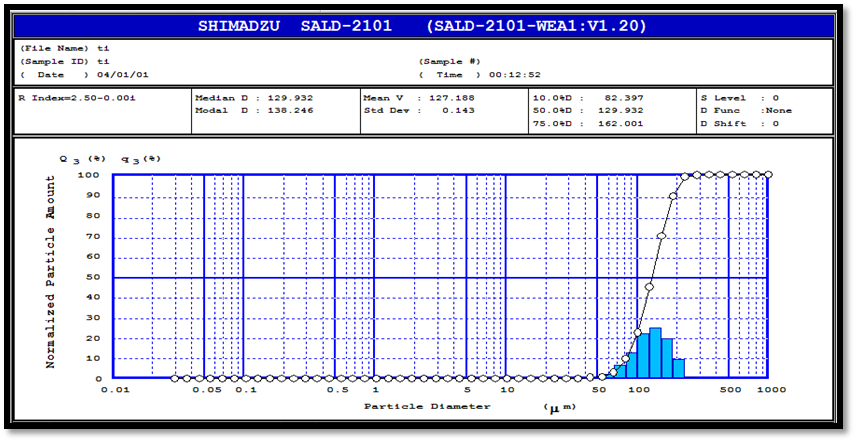 SHIMADZU SALD-2101 (SALD-2101-WEA1:V1.20)
(File Name) ti
(Sample ID) ti (Sample #)
( Date ) 04/01/01 ( Time ) 00:12:52
R Index=2.50-0.00i Median D : 129.932 Mean V : 127.188 10.0%D : 82.397 S Level : 0
Modal D : 138.246 Std Dev : 0.143 50.0%D : 129.932 D Func :None
75.0%D : 162.001 D Shift : 0
Q 3 (%) q 3 (%)
Normalized Particle Amount
100
90
80
70
60
50
40
30
20
10
0
0.01 0.05 0.1 0.5 1 5 10 50 100 500 1000
Particle Diameter (μm)